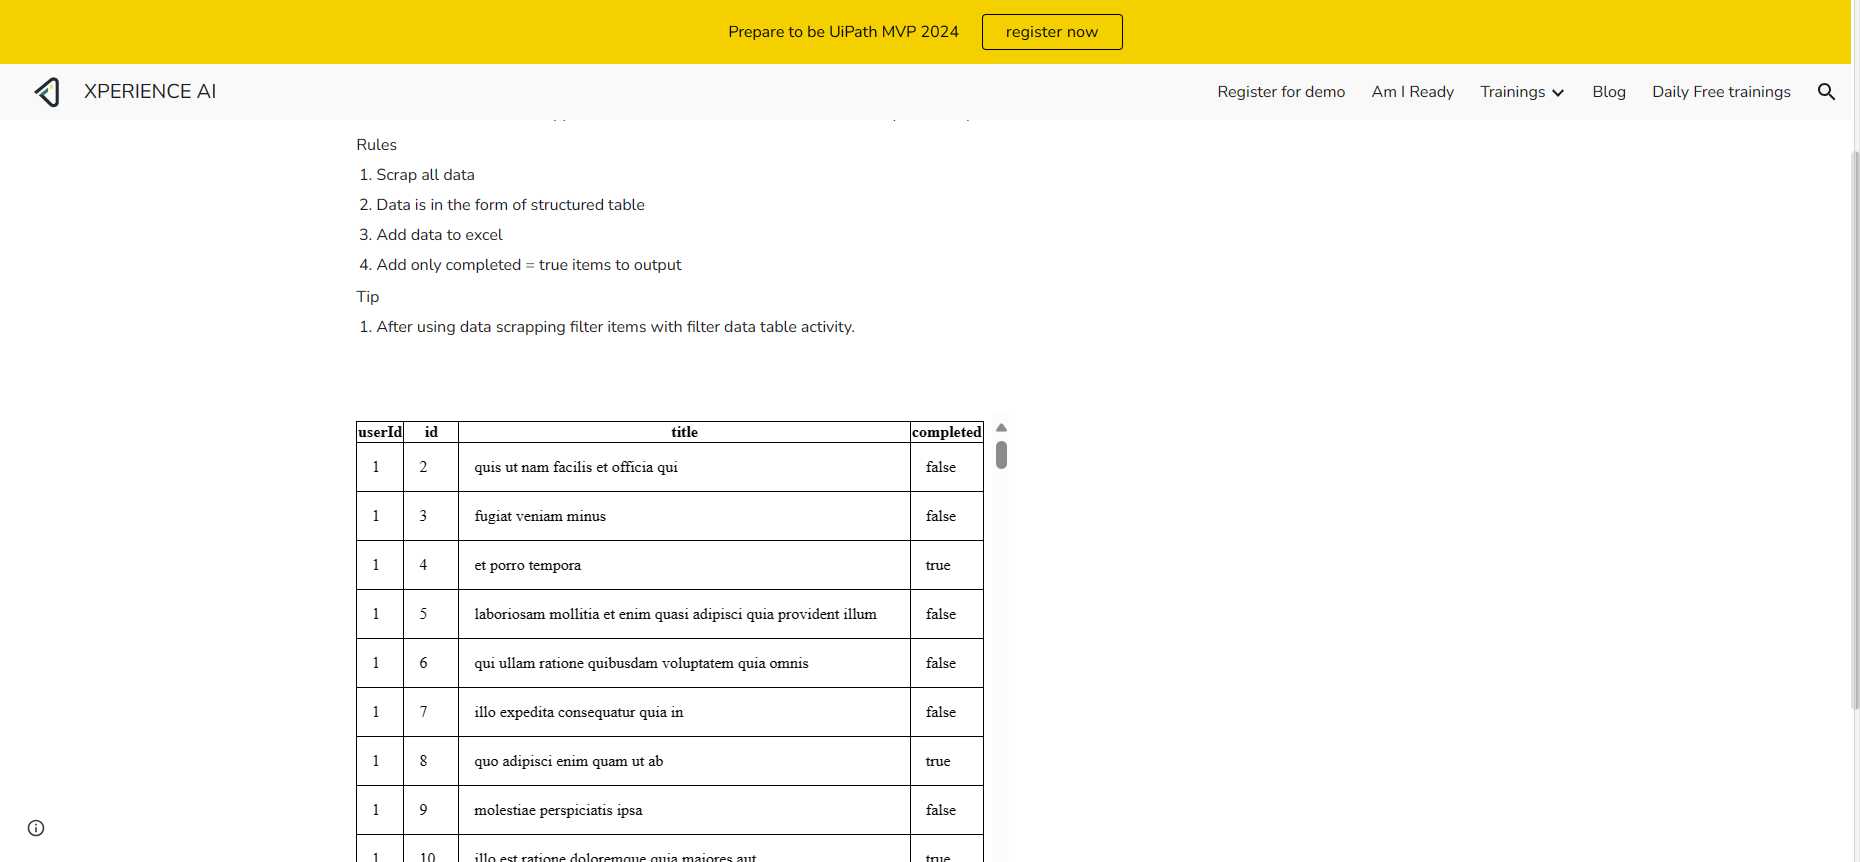 Prepare to be UiPath MVP 2024 register now
XPERIENCE AI Register for demo Am I Ready Trainings Blog Daily Free trainings
Rules
1. Scrap all data
2. Data is in the form of structured table
3. Add data to excel
4. Add only completed = true items to output
Tip
1. After using data scrapping filter items with filter data table activity.
userId id title completed
1 2 quis ut nam facilis et officia qui false
1 3 fugiat veniam minus false
1 4 et porro tempora true
1 5 laboriosam mollitia et enim quasi adipisci quia provident illum false
1 6 qui ullam ratione quibusdam voluptatem quia omnis false
1 7 illo expedita consequatur quia in false
1 8 quo adipisci enim quam ut ab true
1 9 molestiae perspiciatis ipsa false
1 10 illo est ratione doloremque quia maiores aut true